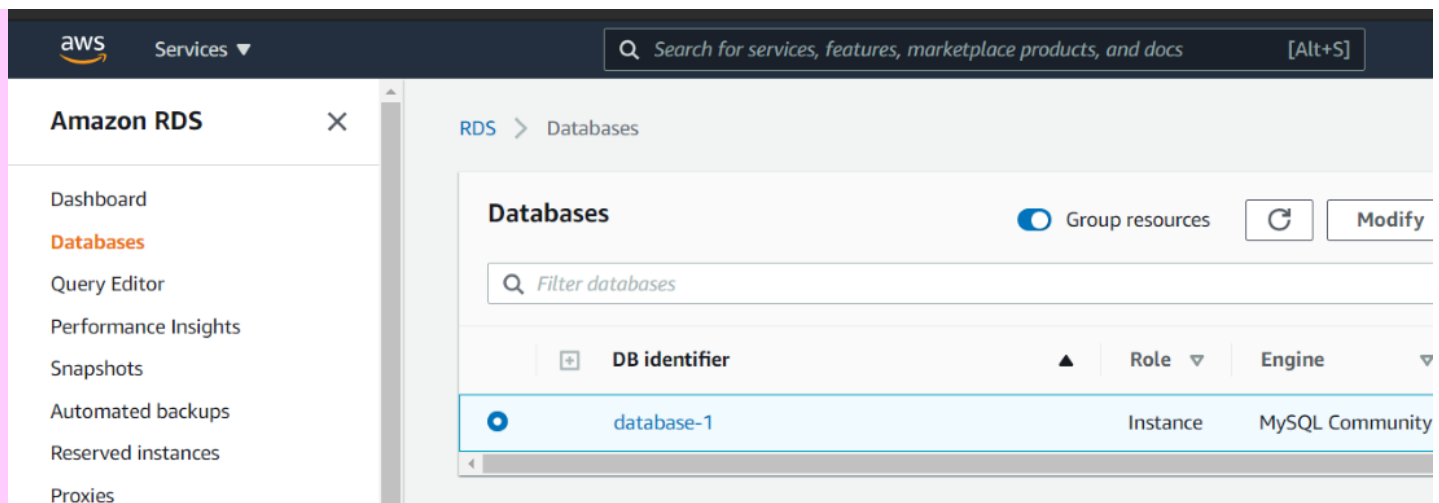 aws Services ▼ Search for services, features, marketplace products, and docs [Alt+S]
Amazon RDS
Dashboard
Databases
Query Editor
Performance Insights
Snapshots
Automated backups
Reserved instances
Proxies
RDS > Databases
Databases Group resources Modify
Filter databases
DB identifier Role Engine
database-1 Instance MySQL Community